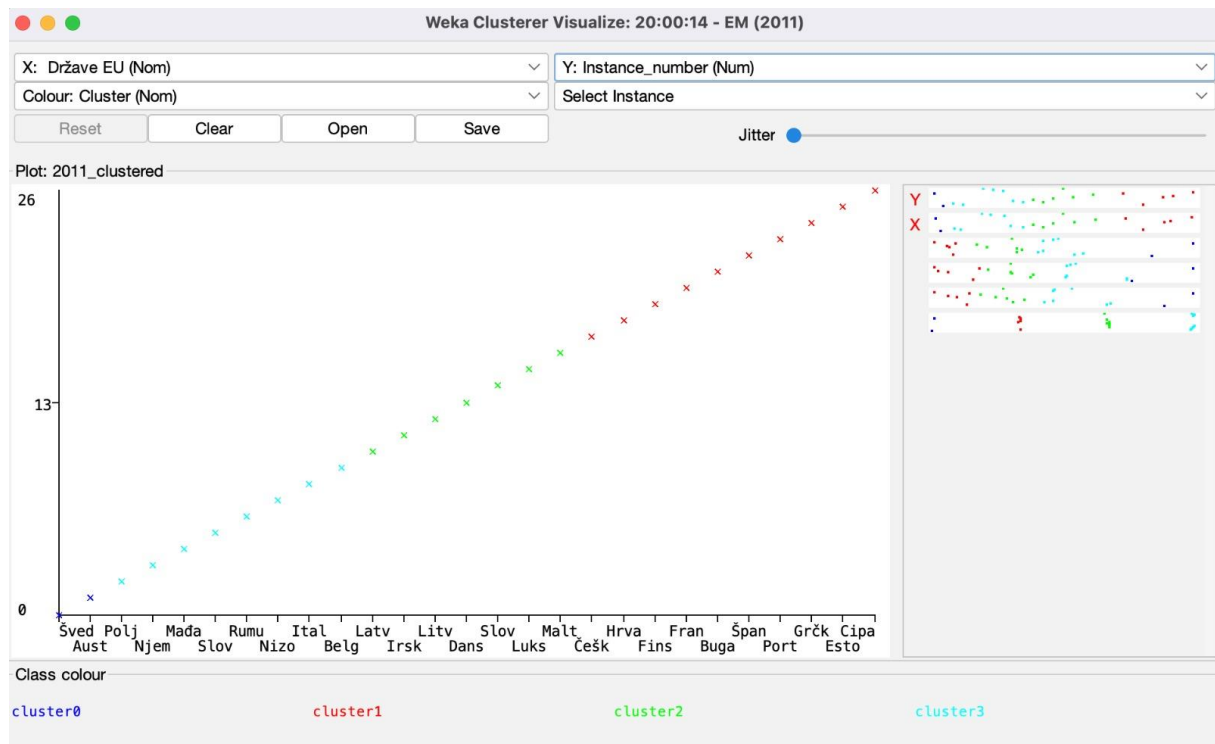 Weka Clusterer Visualize: 20:00:14 - EM (2011)
X: Države EU (Nom) Y: Instance_number (Num)
Colour: Cluster (Nom) Select Instance
Reset Clear Open Save Jitter
Plot: 2011_clustered
26
13
0
Y
X
Šved Polj Mađa Rumu Ital Latv Litv Slov Malt Hrva Fran Špan Grčk Cipa
Aust Njem Slov Nizo Belg Irsk Dans Luks Češk Fins Buga Port Esto
Class colour
cluster0 cluster1 cluster2 cluster3